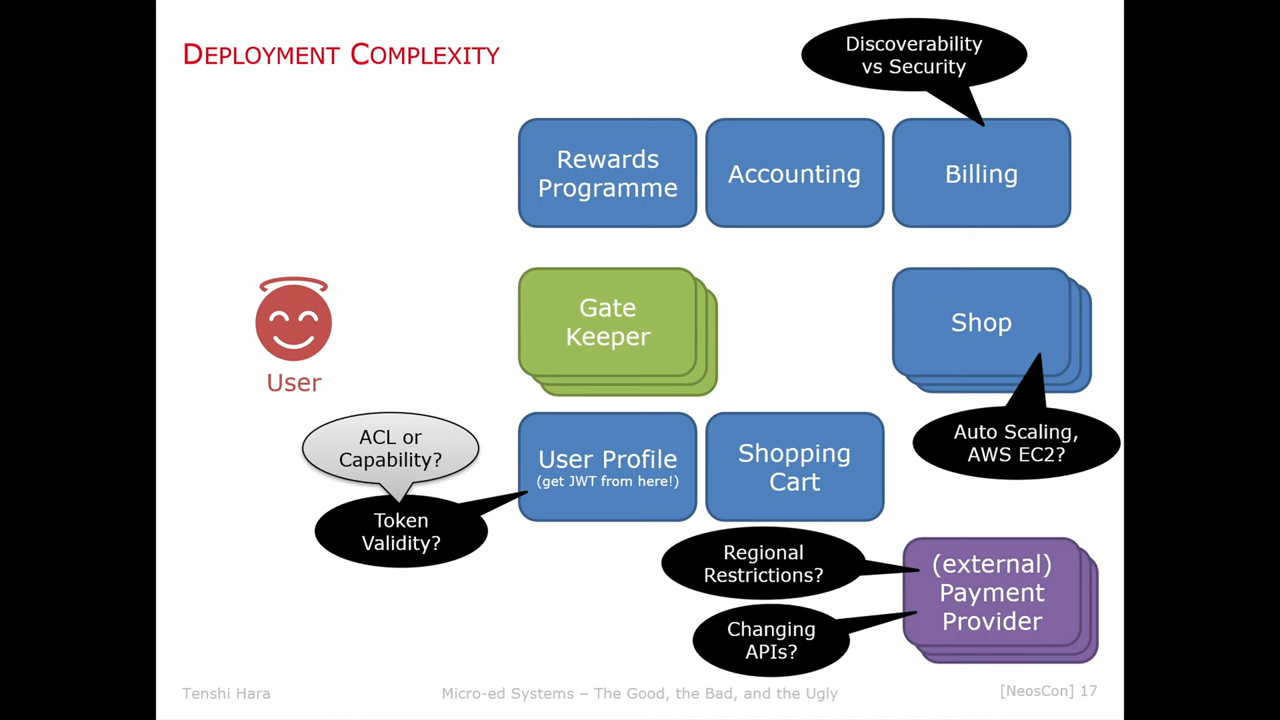 DEPLOYMENT COMPLEXITY
Discoverability
vs Security
Rewards
Programme
Accounting
Billing
Gate
Keeper
Shop
User
ACL or
Capability?
Token
Validity?
User Profile
(get JWT from here!)
Shopping
Cart
Auto Scaling,
AWS EC2?
Regional
Restrictions?
Changing
APIs?
(external)
Payment
Provider
Tenshi Hara
Micro-ed Systems – The Good, the Bad, and the Ugly
[NeosCon] 17